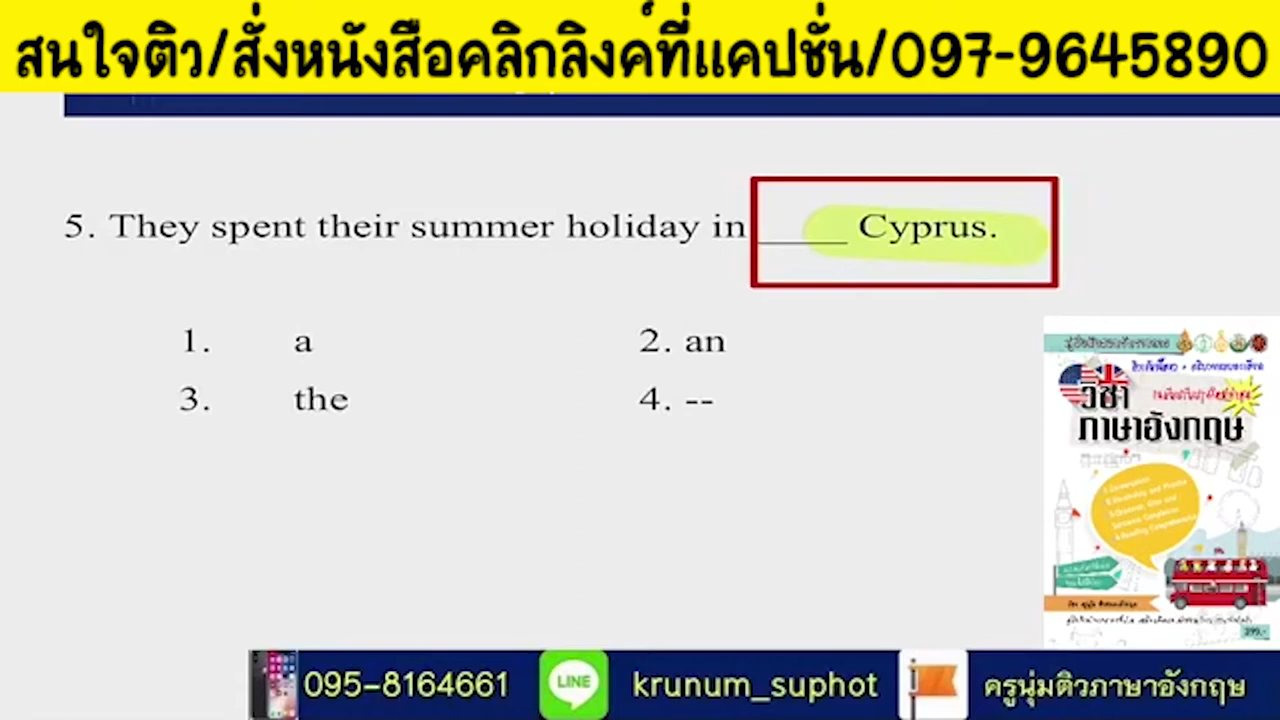 สนใจติว/สั่งหนังสือคลิกลิงค์ที่แคปชั่น/097-9645890
5. They spent their summer holiday in _____ Cyprus.
1. a
2. an
3. the
4. --
วิชา
ภาษาอังกฤษ
095-8164661
LINE
krunum_suphot
ครูนุ่มติวภาษาอังกฤษ